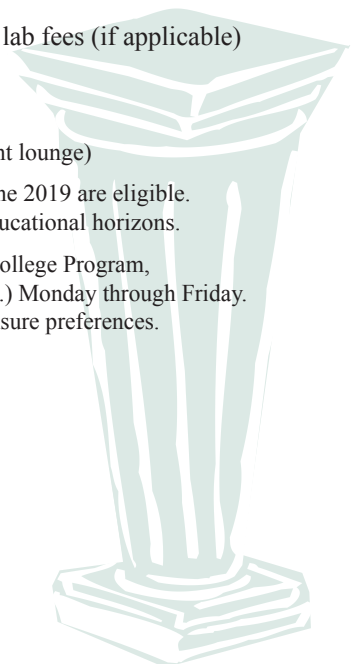 lab fees (if applicable)
nt lounge)
ne 2019 are eligible.
ucational horizons.
ollege Program,
.) Monday through Friday.
sure preferences.